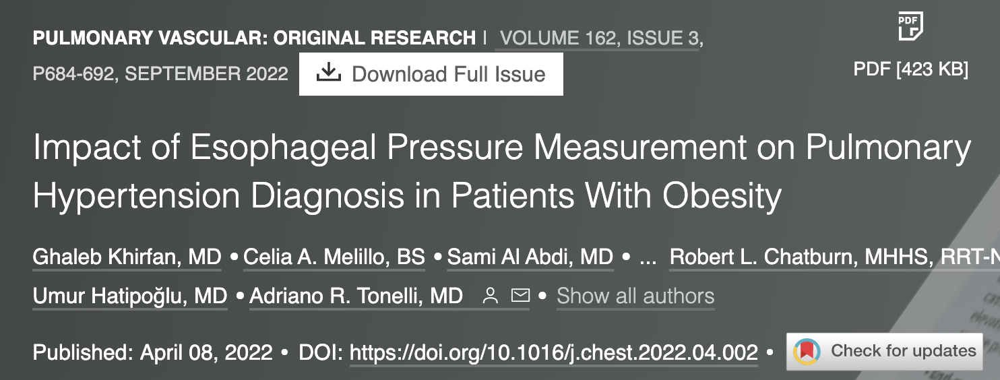 PULMONARY VASCULAR: ORIGINAL RESEARCH | VOLUME 162, ISSUE 3,
P684-692, SEPTEMBER 2022 Download Full Issue
PDF
PDF [423 KB]
Impact of Esophageal Pressure Measurement on Pulmonary
Hypertension Diagnosis in Patients With Obesity
Ghaleb Khirfan, MD • Celia A. Melillo, BS • Sami Al Abdi, MD • ... Robert L. Chatburn, MHHS, RRT-N
Umur Hatipoğlu, MD • Adriano R. Tonelli, MD • Show all authors
Published: April 08, 2022 • DOI: https://doi.org/10.1016/j.chest.2022.04.002 •
Check for updates